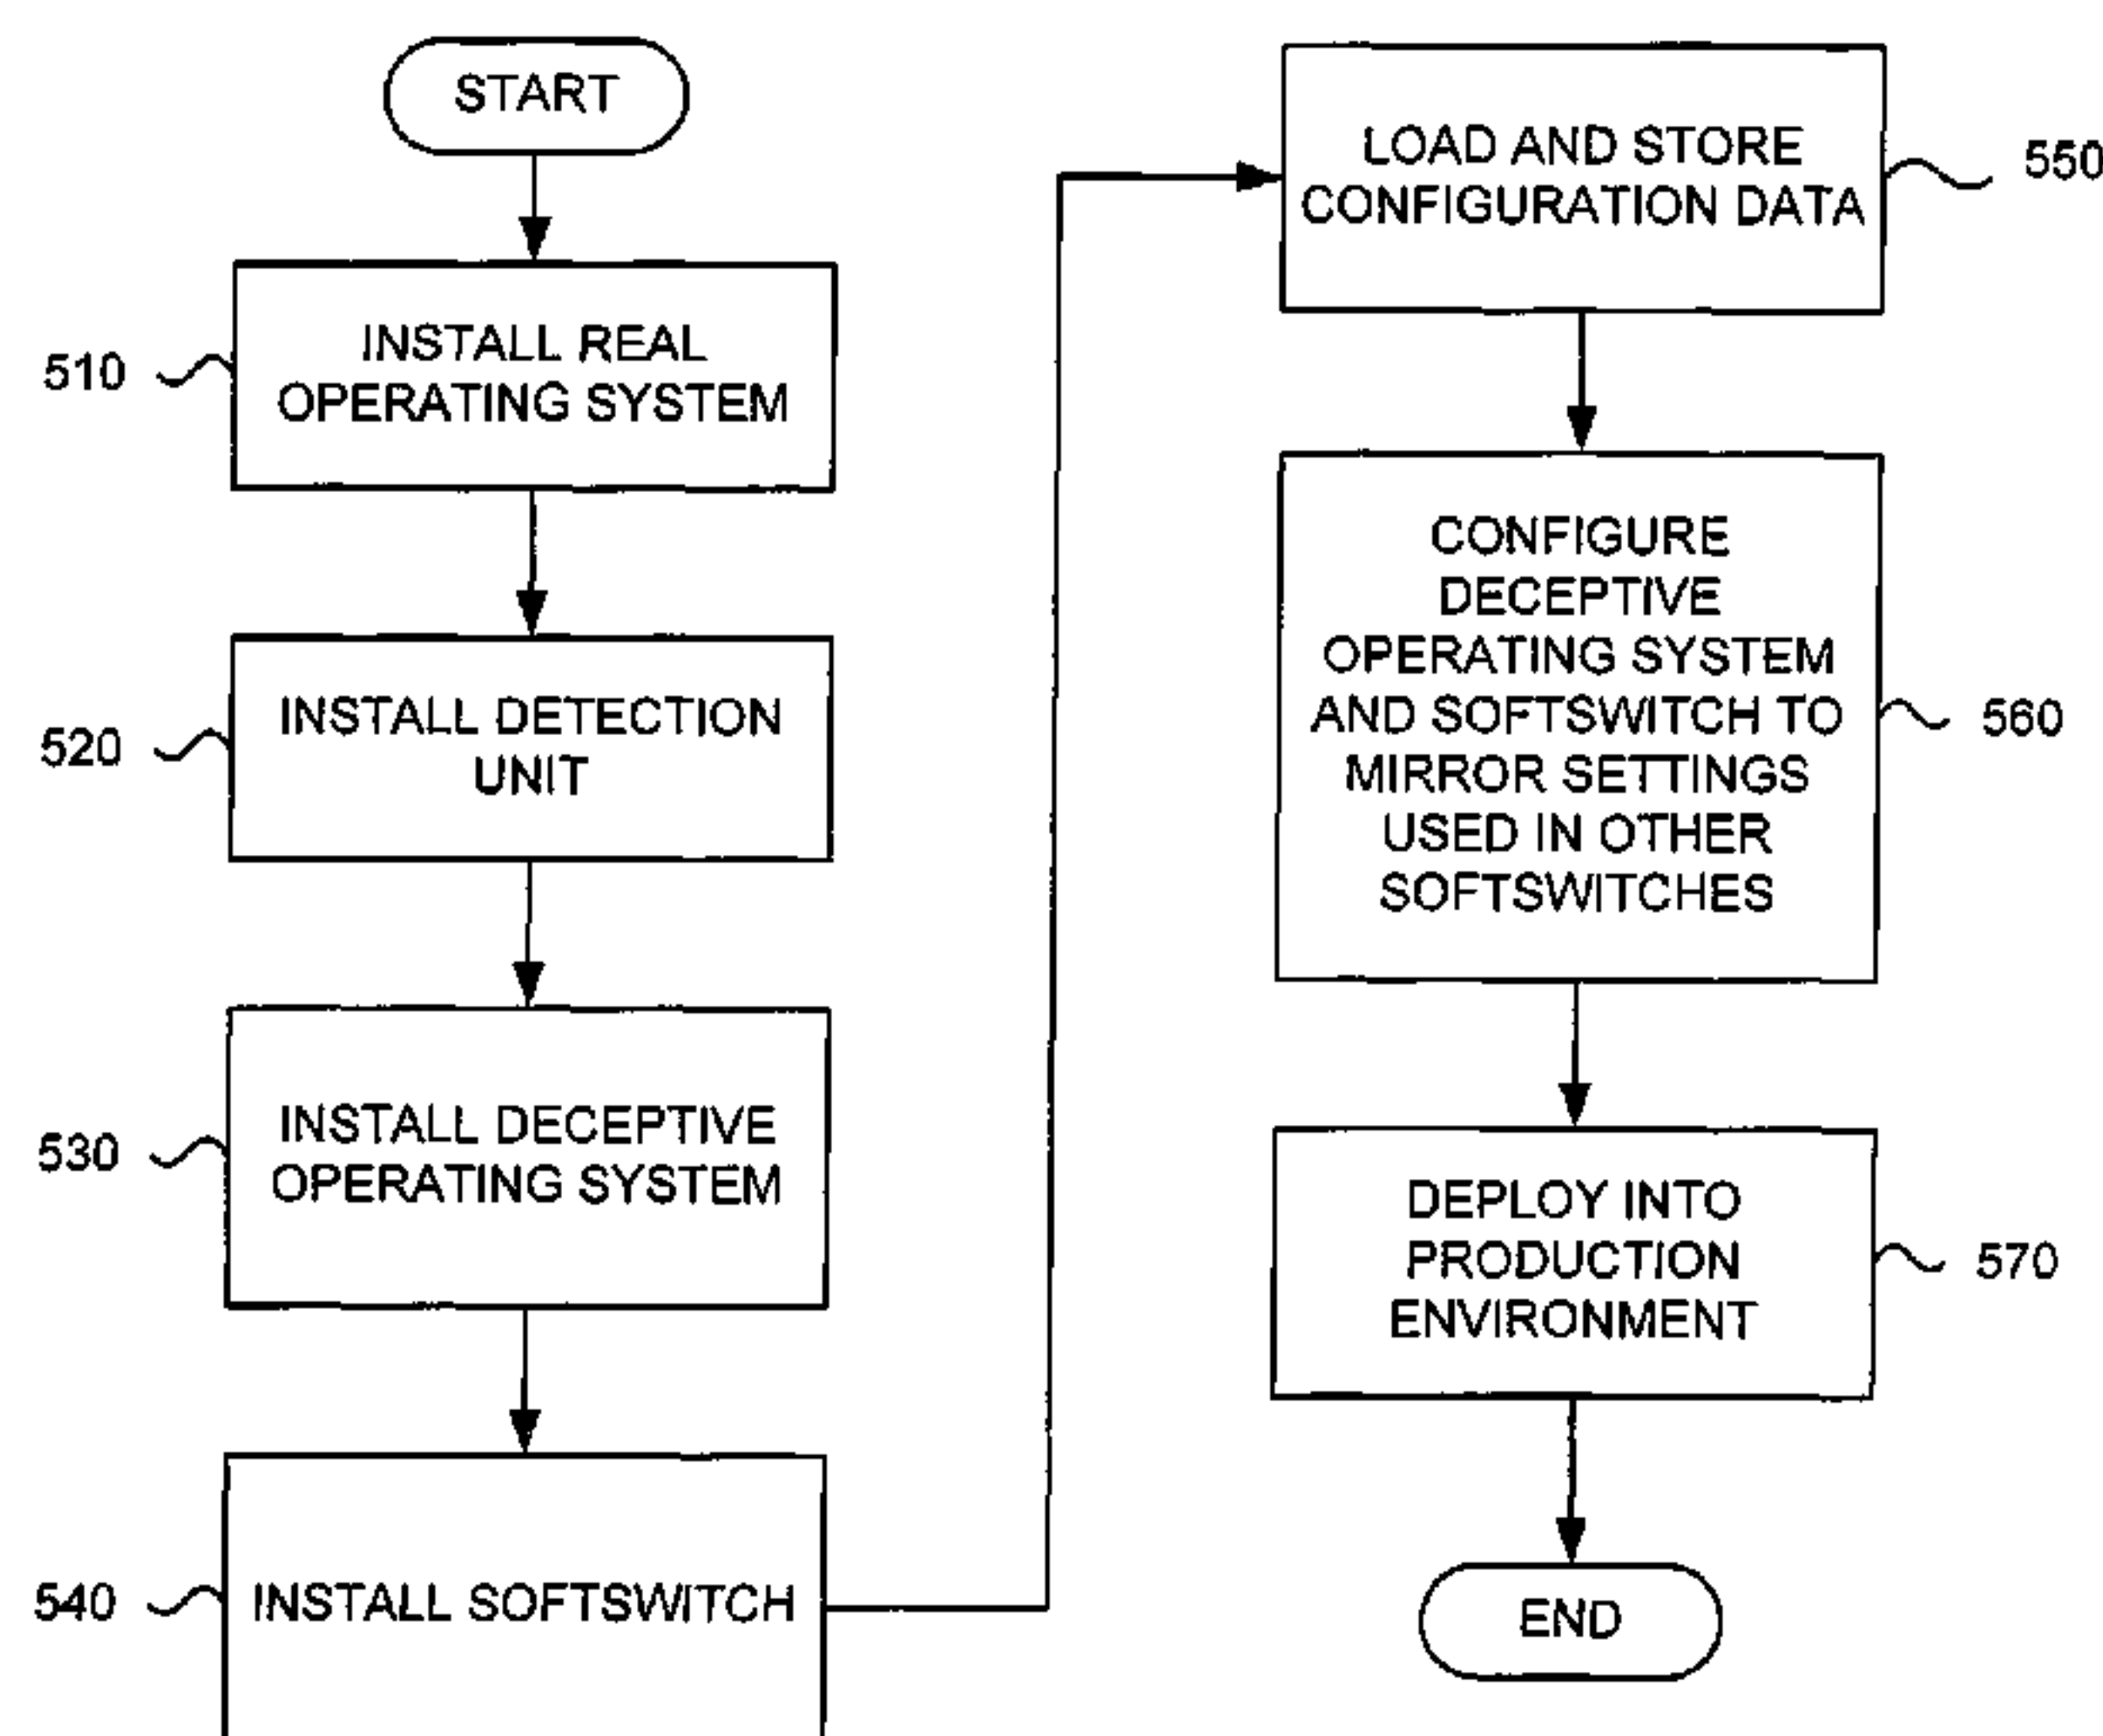 START
510
INSTALL REAL
OPERATING SYSTEM
520
INSTALL DETECTION
UNIT
530
INSTALL DECEPTIVE
OPERATING SYSTEM
540
INSTALL SOFTSWITCH
LOAD AND STORE
CONFIGURATION DATA
550
CONFIGURE
DECEPTIVE
OPERATING SYSTEM
AND SOFTSWITCH TO
MIRROR SETTINGS
USED IN OTHER
SOFTSWITCHES
560
DEPLOY INTO
PRODUCTION
ENVIRONMENT
570
END